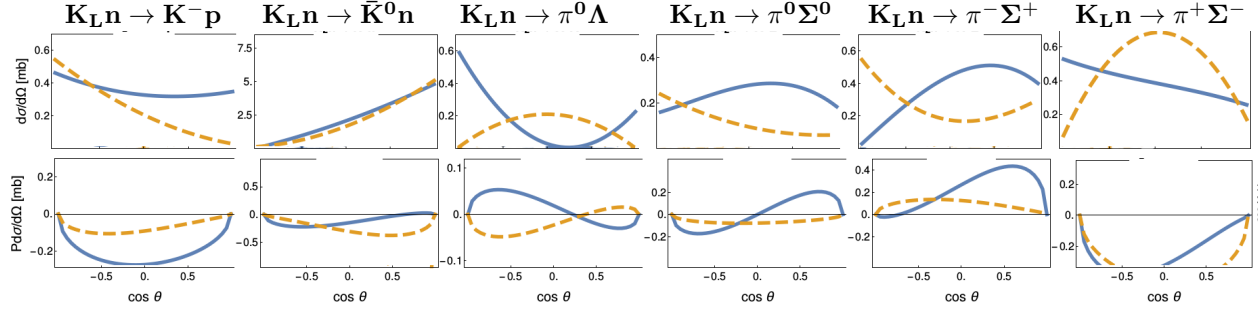 K_L n → K⁻p K_L n → K̄⁰n K_L n → π⁰Λ K_L n → π⁰Σ⁰ K_L n → π⁻Σ⁺ K_L n → π⁺Σ⁻
dσ/dΩ [mb]
0.6 7.5 0.6 0.4 0.6 0.6
0.4 5.0 0.4 0.4 0.4
0.2 2.5 0.2 0.2 0.2 0.2
Pdσ/dΩ [mb]
0.2 0.5 0.1 0.4 0.4 0.2
0.2 0.2
0.0 0.0 0.0 0.0 0.0 0.0
-0.2 -0.5 -0.1 -0.2 -0.2 -0.2
-0.5 0. 0.5 -0.5 0. 0.5 -0.5 0. 0.5 -0.5 0. 0.5 -0.5 0. 0.5 -0.5 0. 0.5
cos θ cos θ cos θ cos θ cos θ cos θ